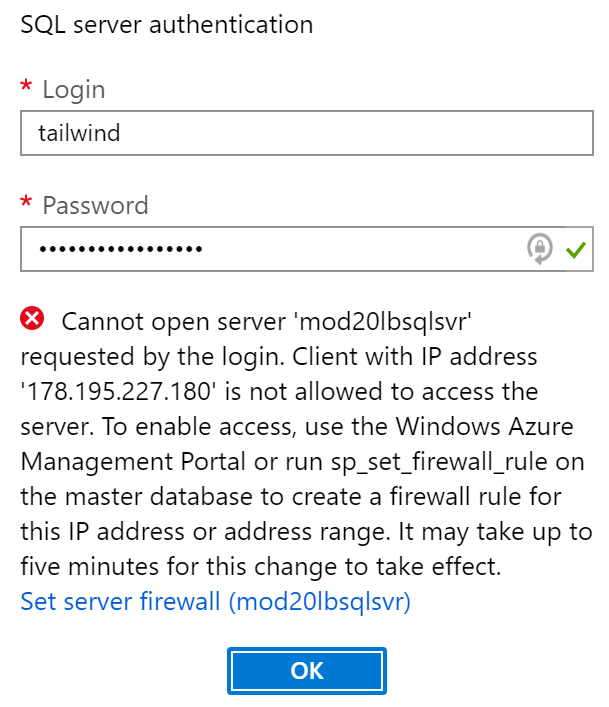 SQL server authentication
* Login
tailwind
* Password
•••••••••••••••••
Cannot open server 'mod20lbsqlsvr'
requested by the login. Client with IP address
'178.195.227.180' is not allowed to access the
server. To enable access, use the Windows Azure
Management Portal or run sp_set_firewall_rule on
the master database to create a firewall rule for
this IP address or address range. It may take up to
five minutes for this change to take effect.
Set server firewall (mod20lbsqlsvr)
OK